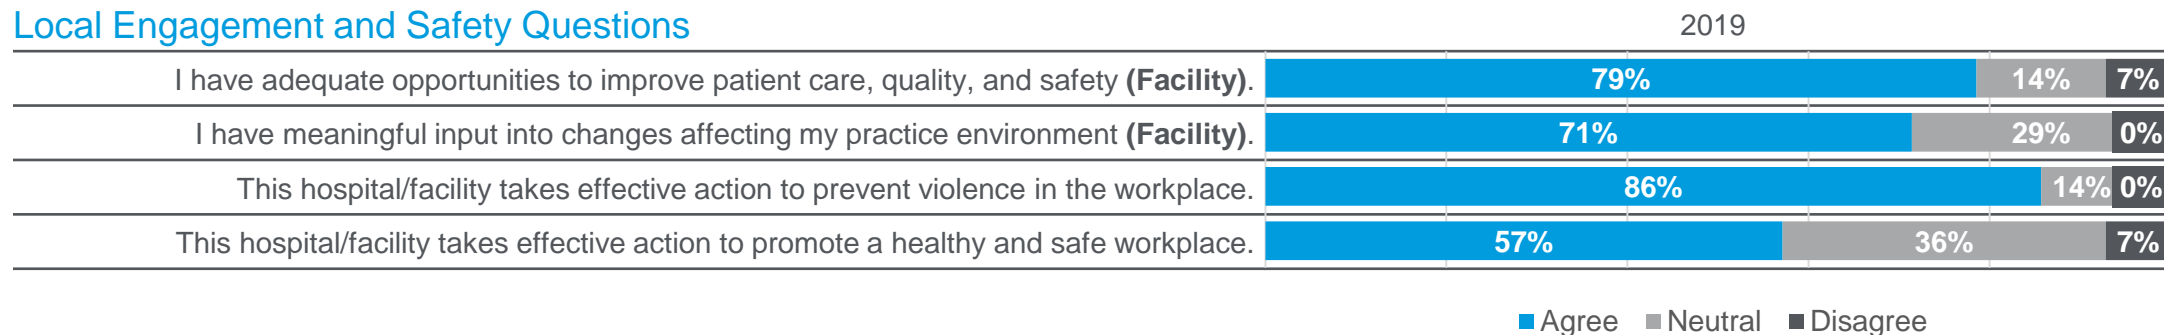 Local Engagement and Safety Questions 2019
I have adequate opportunities to improve patient care, quality, and safety (Facility). 79% 14% 7%
I have meaningful input into changes affecting my practice environment (Facility). 71% 29% 0%
This hospital/facility takes effective action to prevent violence in the workplace. 86% 14% 0%
This hospital/facility takes effective action to promote a healthy and safe workplace. 57% 36% 7%
Agree Neutral Disagree